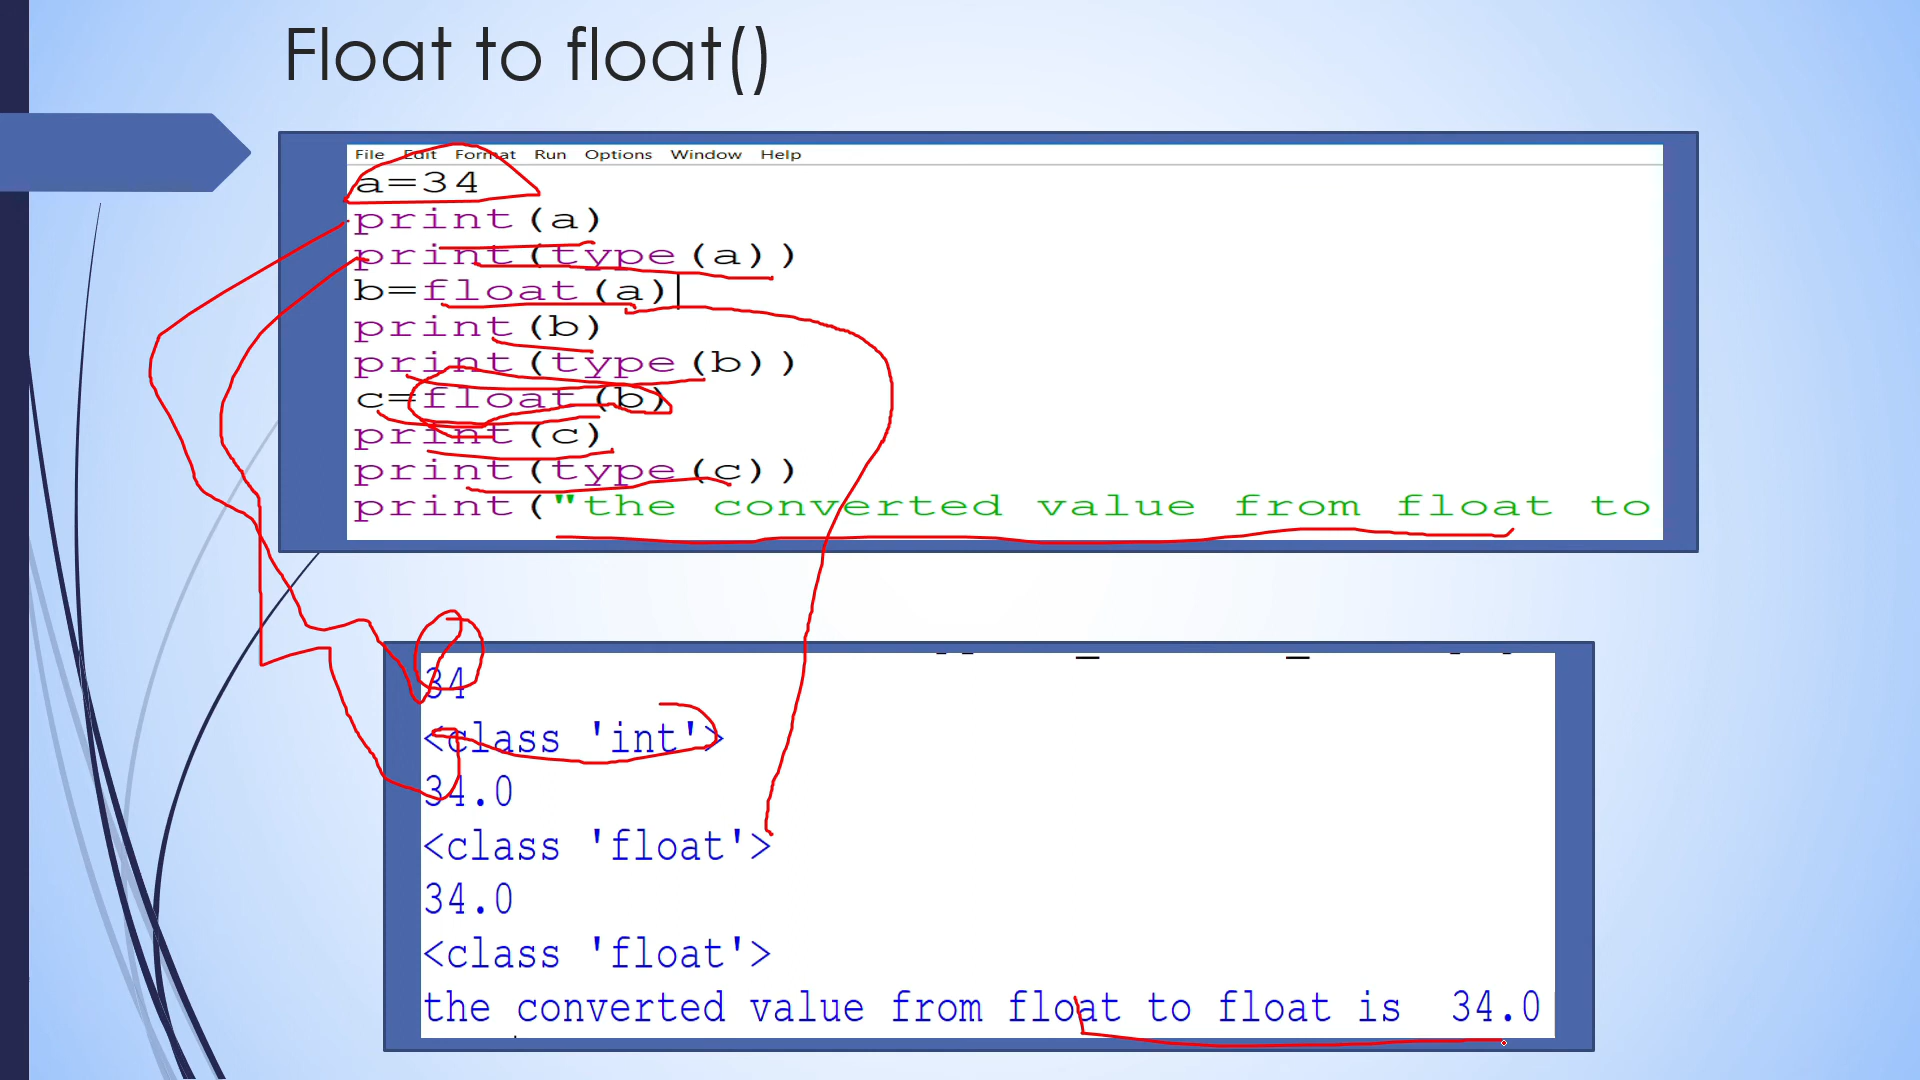 Float to float()
File Edit Format Run Options Window Help
a=34
print(a)
print(type(a))
b=float(a)
print(b)
print(type(b))
c=float(b)
print(c)
print(type(c))
print("the converted value from float to
34
<class 'int'>
34.0
<class 'float'>
34.0
<class 'float'>
the converted value from float to float is  34.0